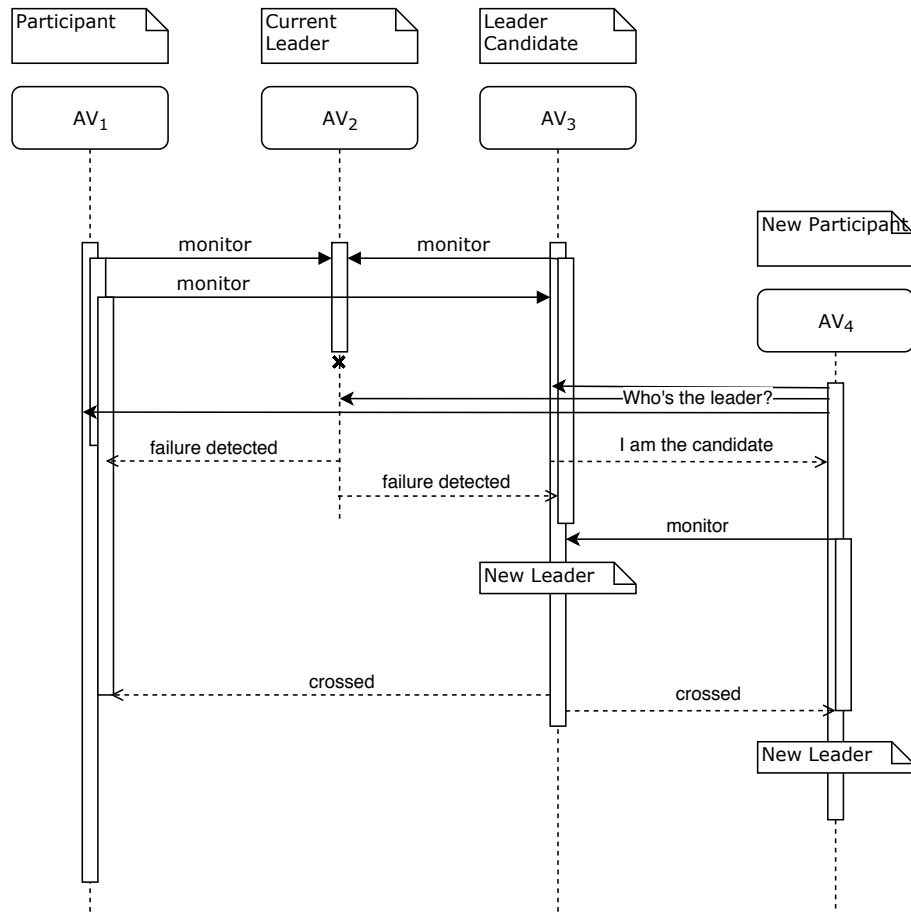 Participant
Current
Leader
Leader
Candidate
AV₁
AV₂
AV₃
New Participant
monitor
monitor
monitor
AV₄
Who's the leader?
failure detected
I am the candidate
failure detected
monitor
New Leader
crossed
crossed
New Leader